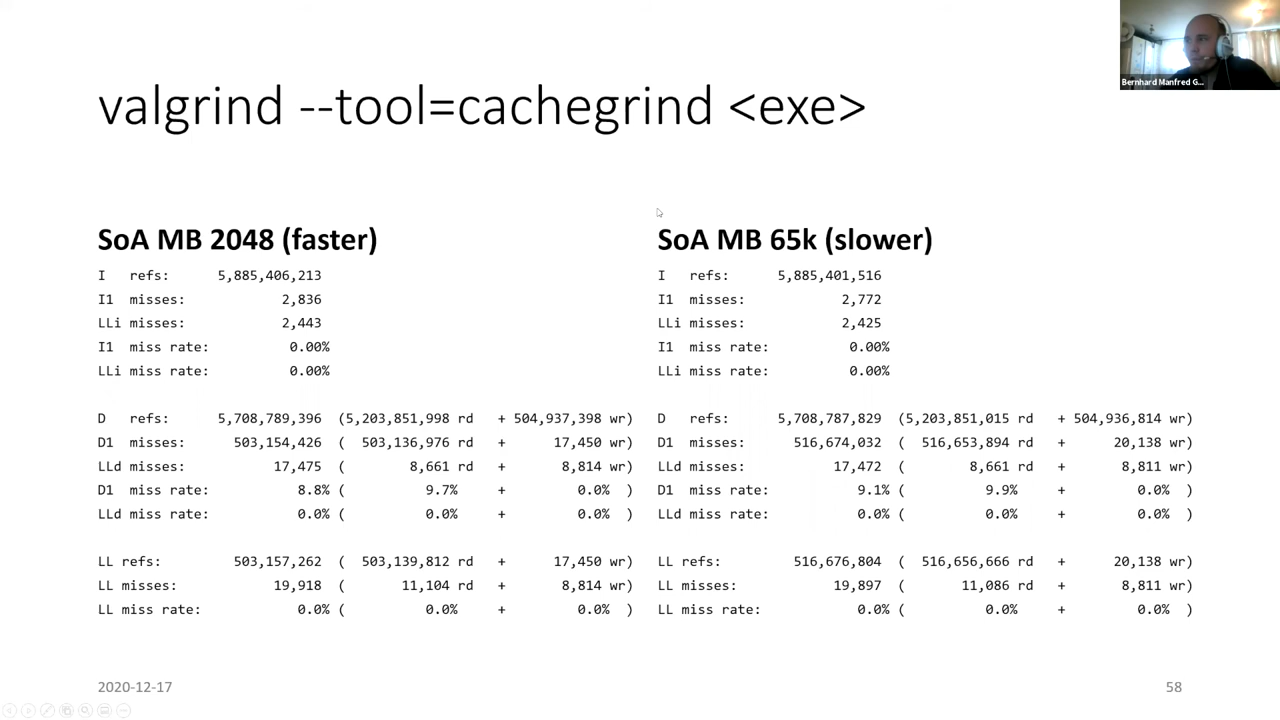 Bernhard Manfred G...
valgrind --tool=cachegrind <exe>
SoA MB 2048 (faster)
I   refs:      5,885,406,213
I1  misses:            2,836
LLi misses:            2,443
I1  miss rate:          0.00%
LLi miss rate:          0.00%
D   refs:      5,708,789,396  (5,203,851,998 rd   + 504,937,398 wr)
D1  misses:      503,154,426  (  503,136,976 rd   +      17,450 wr)
LLd misses:           17,475  (        8,661 rd   +       8,814 wr)
D1  miss rate:           8.8% (          9.7%     +         0.0%  )
LLd miss rate:           0.0% (          0.0%     +         0.0%  )
LL refs:         503,157,262  (  503,139,812 rd   +      17,450 wr)
LL misses:            19,918  (       11,104 rd   +       8,814 wr)
LL miss rate:            0.0% (          0.0%     +         0.0%  )
SoA MB 65k (slower)
I   refs:      5,885,401,516
I1  misses:            2,772
LLi misses:            2,425
I1  miss rate:          0.00%
LLi miss rate:          0.00%
D   refs:      5,708,787,829  (5,203,851,015 rd   + 504,936,814 wr)
D1  misses:      516,674,032  (  516,653,894 rd   +      20,138 wr)
LLd misses:           17,472  (        8,661 rd   +       8,811 wr)
D1  miss rate:           9.1% (          9.9%     +         0.0%  )
LLd miss rate:           0.0% (          0.0%     +         0.0%  )
LL refs:         516,676,804  (  516,656,666 rd   +      20,138 wr)
LL misses:            19,897  (       11,086 rd   +       8,811 wr)
LL miss rate:            0.0% (          0.0%     +         0.0%  )
2020-12-17
58